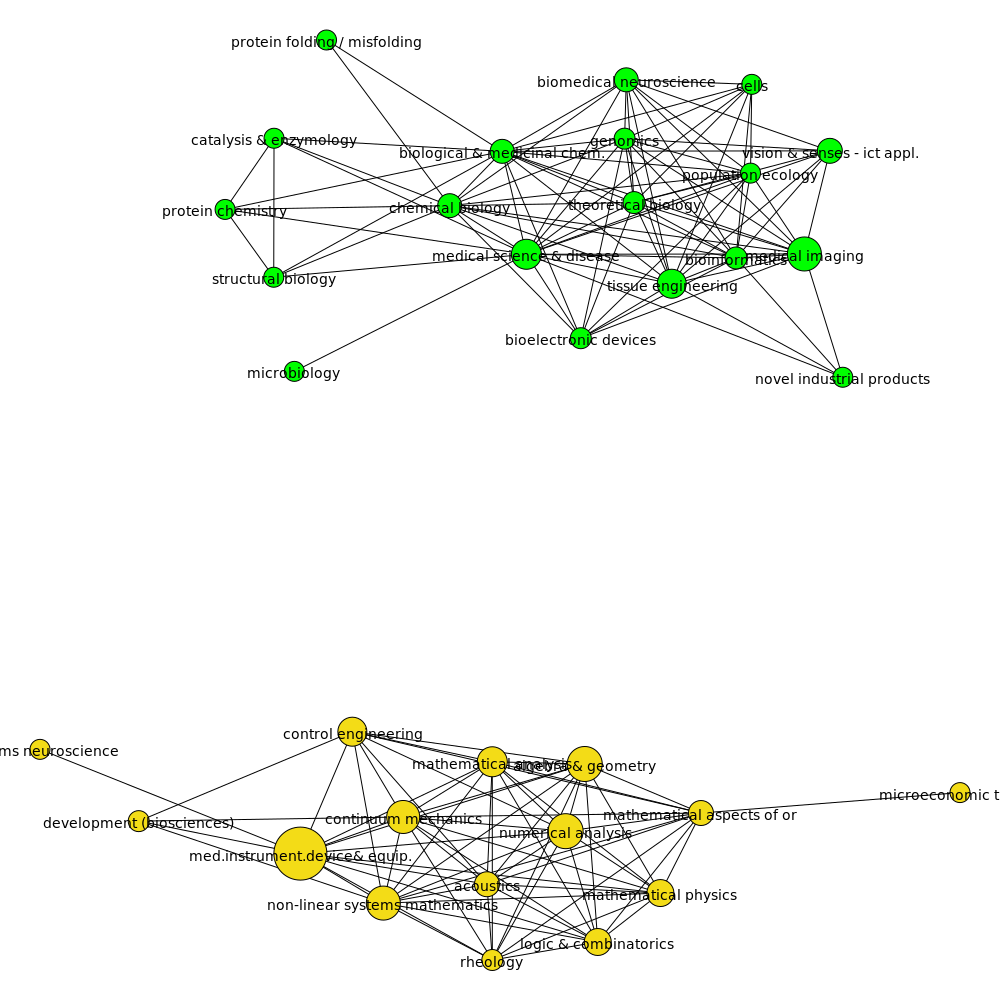 protein folding / misfolding
biomedical neuroscience
cells
catalysis & enzymology
genomics
biological & medicinal chem.
vision & senses - ict appl.
population ecology
protein chemistry
chemical biology
theoretical biology
medical science & disease
bioinformatics
medical imaging
structural biology
tissue engineering
bioelectronic devices
microbiology
novel industrial products
control engineering
ms neuroscience
mathematical analysis
algebra & geometry
microeconomic t
development (biosciences)
continuum mechanics
mathematical aspects of or
numerical analysis
med.instrument.device& equip.
acoustics
non-linear systems mathematics
mathematical physics
logic & combinatorics
rheology